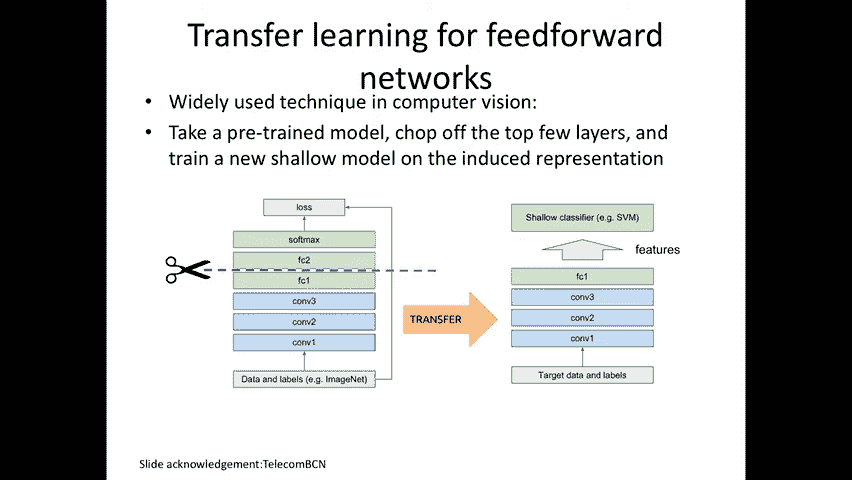 Transfer learning for feedforward
networks
• Widely used technique in computer vision:
• Take a pre-trained model, chop off the top few layers, and
train a new shallow model on the induced representation
loss
softmax
fc2
fc1
conv3
conv2
conv1
Data and labels (e.g. ImageNet)
TRANSFER
Shallow classifier (e.g. SVM)
features
fc1
conv3
conv2
conv1
Target data and labels
Slide acknowledgement:TelecomBCN